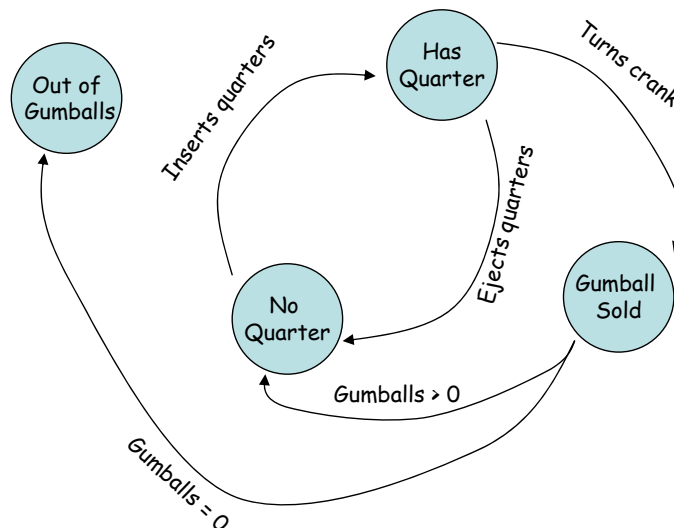 Out of
Gumballs
Inserts quarters
Has
Quarter
Turns crank
Ejects quarters
No
Quarter
Gumball
Sold
Gumballs > 0
Gumballs = 0